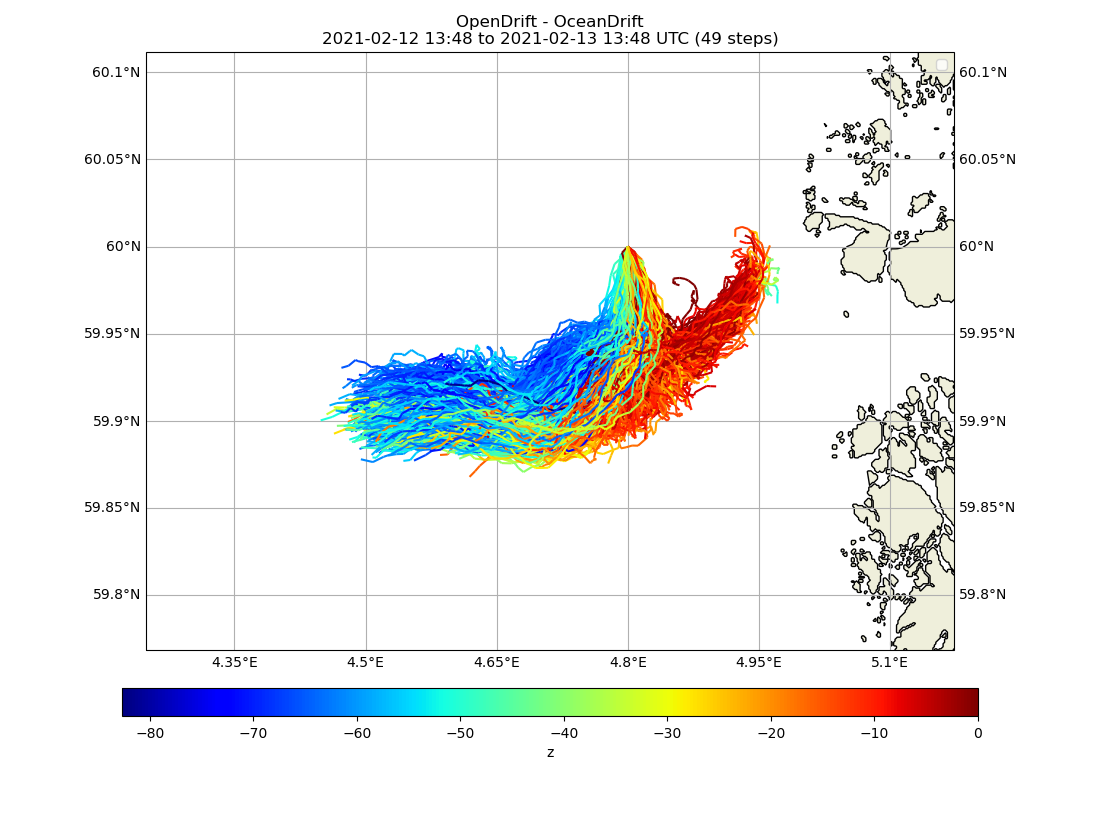 OpenDrift - OceanDrift
2021-02-12 13:48 to 2021-02-13 13:48 UTC (49 steps)
60.1°N 60.1°N
60.05°N 60.05°N
60°N 60°N
59.95°N 59.95°N
59.9°N 59.9°N
59.85°N 59.85°N
59.8°N 59.8°N
4.35°E 4.5°E 4.65°E 4.8°E 4.95°E 5.1°E
−80 −70 −60 −50 −40 −30 −20 −10 0
z